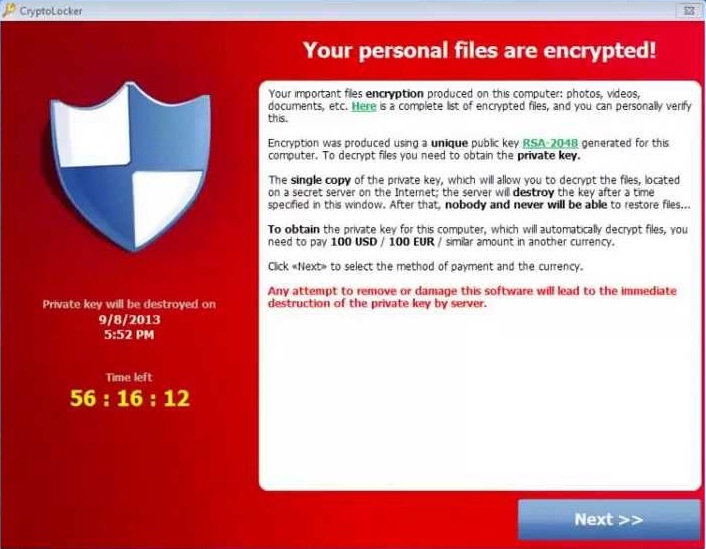 CryptoLocker
Your personal files are encrypted!
Your important files encryption produced on this computer: photos, videos,
documents, etc. Here is a complete list of encrypted files, and you can personally verify
this.
Encryption was produced using a unique public key RSA-2048 generated for this
computer. To decrypt files you need to obtain the private key.
The single copy of the private key, which will allow you to decrypt the files, located
on a secret server on the Internet; the server will destroy the key after a time
specified in this window. After that, nobody and never will be able to restore files...
To obtain the private key for this computer, which will automatically decrypt files, you
need to pay 100 USD / 100 EUR / similar amount in another currency.
Click «Next» to select the method of payment and the currency.
Any attempt to remove or damage this software will lead to the immediate
destruction of the private key by server.
Private key will be destroyed on
9/8/2013
5:52 PM
Time left
56 : 16 : 12
Next >>